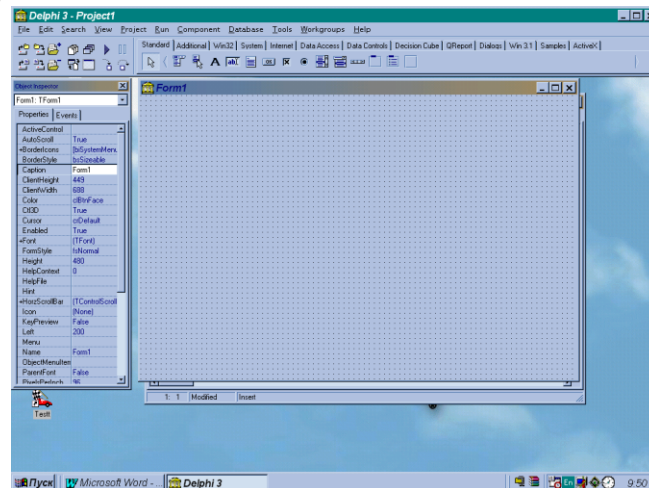 Delphi 3 - Project1
File Edit Search View Project Run Component Database Tools Workgroups Help
Standard Additional Win32 System Internet Data Access Data Controls Decision Cube QReport Dialogs Win 3.1 Samples ActiveX
Object Inspector
Form1
Form1: TForm1
Properties Events
ActiveControl
AutoScroll True
+BorderIcons [biSystemMenu,
BorderStyle bsSizeable
Caption Form1
ClientHeight 449
ClientWidth 688
Color clBtnFace
Ctl3D True
Cursor crDefault
Enabled True
+Font (TFont)
FormStyle fsNormal
Height 480
HelpContext 0
HelpFile
Hint
+HorzScrollBar (TControlScroll
Icon (None)
KeyPreview False
Left 200
Menu
Name Form1
ObjectMenuItem
ParentFont False
PixelsPerInch 96
1: 1 Modified Insert
Testt
Пуск Microsoft Word - ... Delphi 3 En 9:50